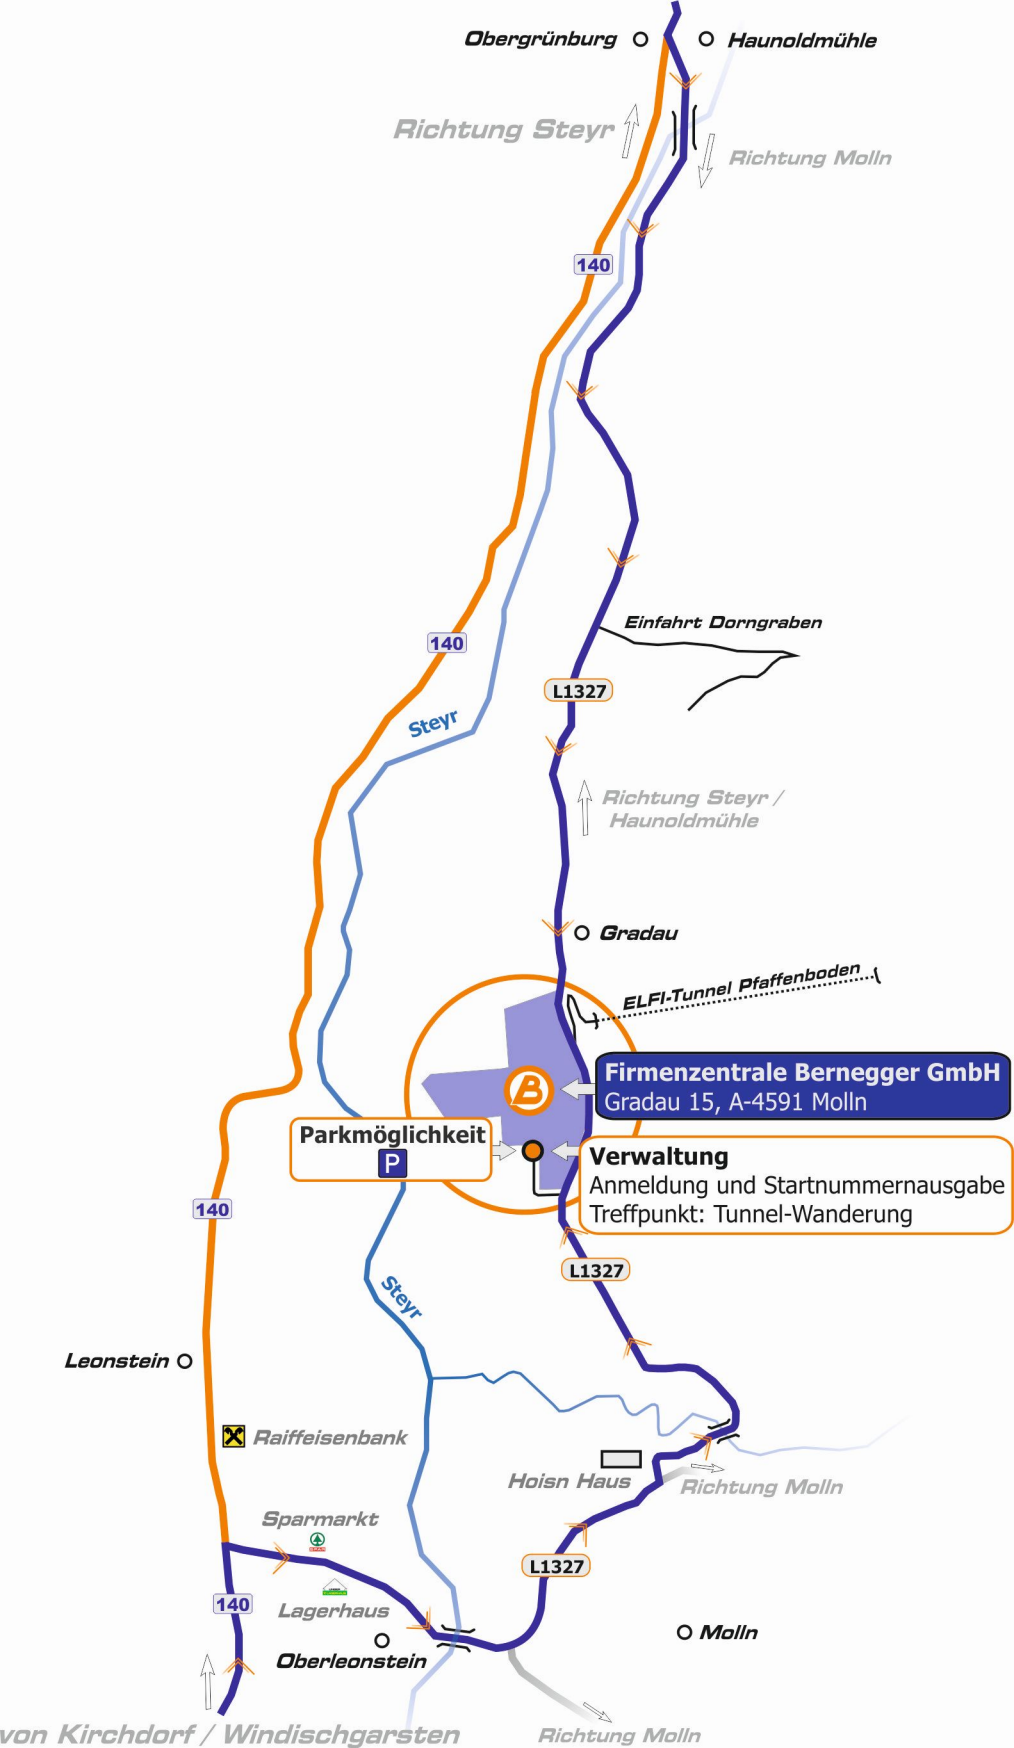 Obergrünburg
Haunoldmühle
Richtung Steyr
Richtung Molln
140
Einfahrt Dorngraben
140
L1327
Steyr
Richtung Steyr /
Haunoldmühle
Gradau
ELFI-Tunnel Pfaffenboden
Firmenzentrale Bernegger GmbH
Gradau 15, A-4591 Molln
B
Parkmöglichkeit
P
Verwaltung
Anmeldung und Startnummernausgabe
Treffpunkt: Tunnel-Wanderung
140
L1327
Steyr
Leonstein
Raiffeisenbank
Hoisn Haus
Richtung Molln
Sparmarkt
SPAR
L1327
140
Lagerhaus
Molln
Oberleonstein
von Kirchdorf / Windischgarsten
Richtung Molln